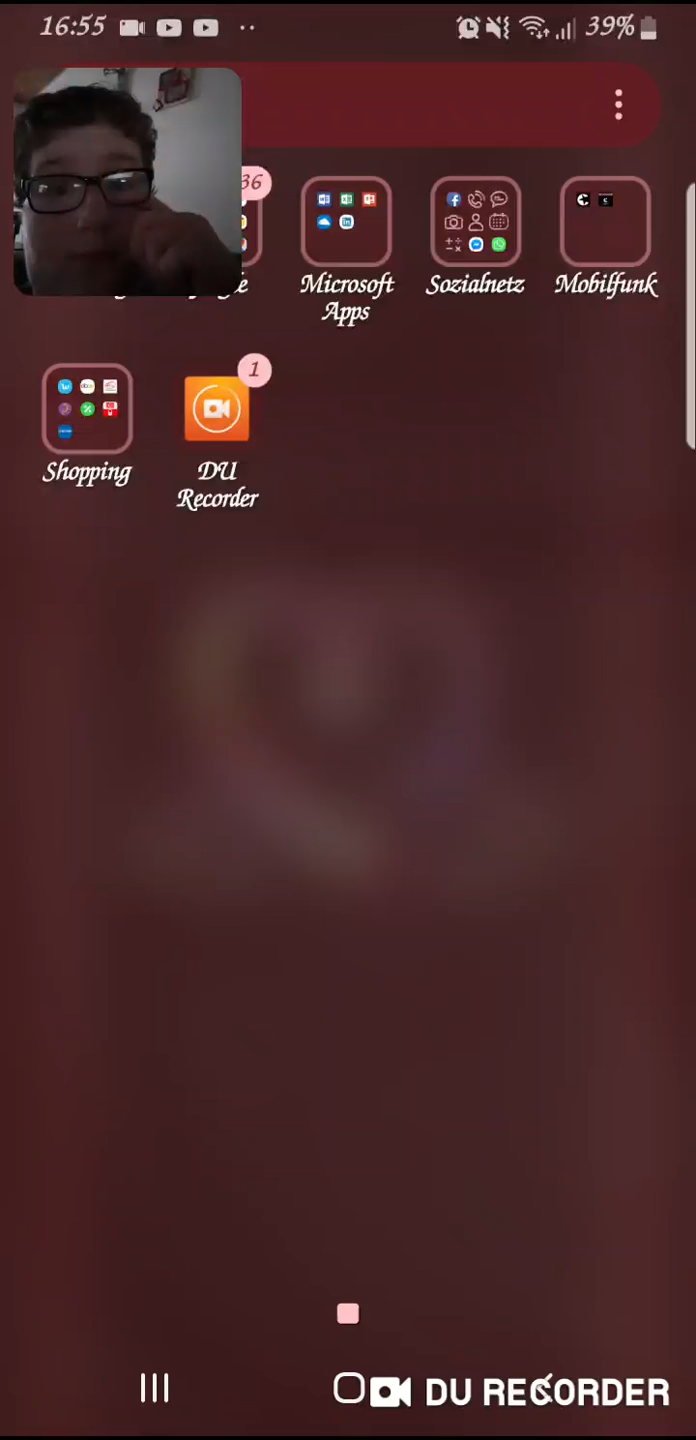 16:55
39%
36
Microsoft Apps
Sozialnetz
Mobilfunk
1
Shopping
DU Recorder
DU RECORDER